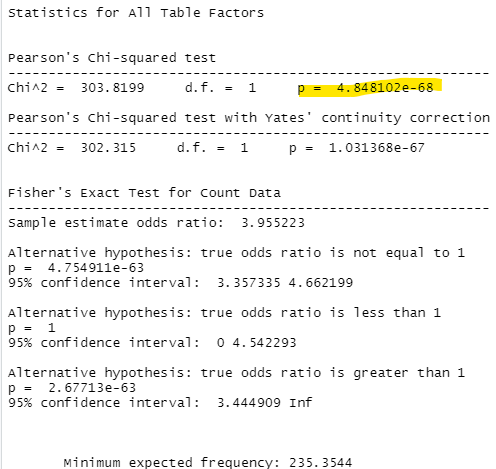 Statistics for All Table Factors
Pearson's Chi-squared test
------------------------------------------------------------
Chi^2 =  303.8199     d.f. =  1     p =  4.848102e-68
Pearson's Chi-squared test with Yates' continuity correction
------------------------------------------------------------
Chi^2 =  302.315     d.f. =  1     p =  1.031368e-67
Fisher's Exact Test for Count Data
------------------------------------------------------------
Sample estimate odds ratio:  3.955223
Alternative hypothesis: true odds ratio is not equal to 1
p =  4.754911e-63
95% confidence interval:  3.357335 4.662199
Alternative hypothesis: true odds ratio is less than 1
p =  1
95% confidence interval:  0 4.542293
Alternative hypothesis: true odds ratio is greater than 1
p =  2.67713e-63
95% confidence interval:  3.444909 Inf
Minimum expected frequency: 235.3544